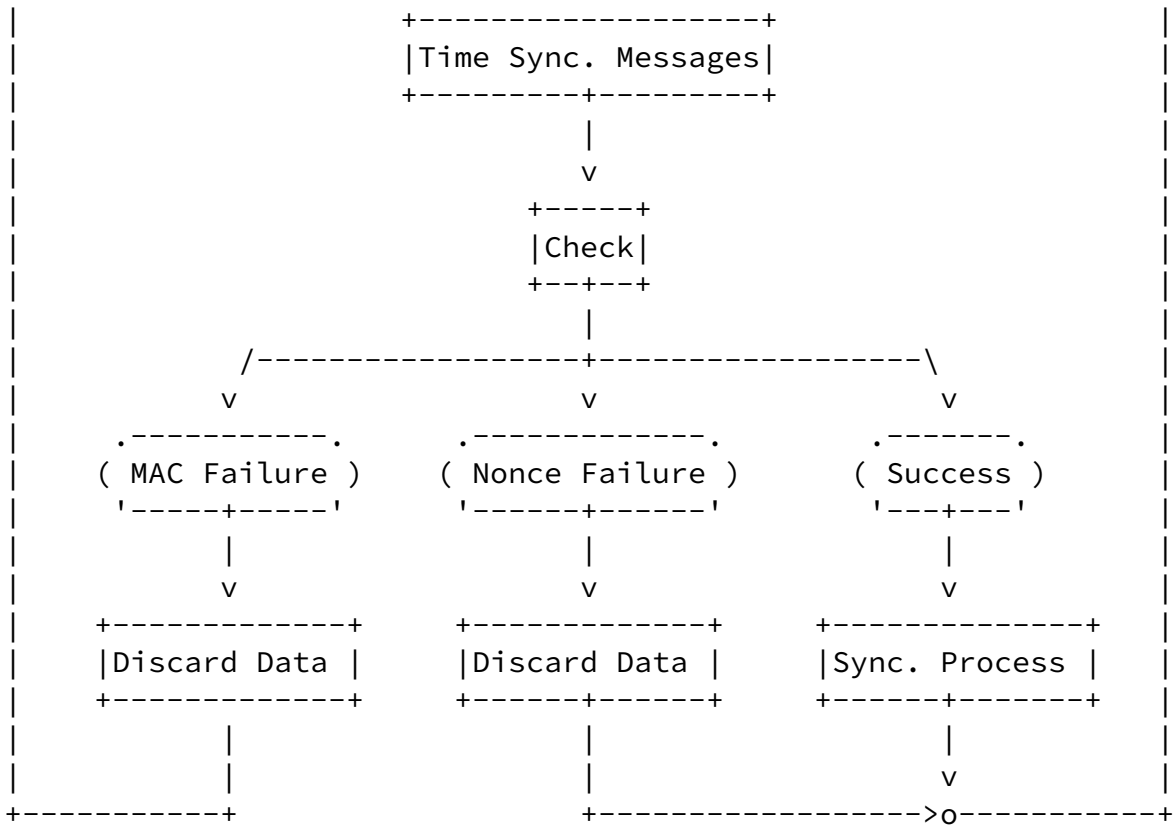 Time Sync. Messages
Check
( MAC Failure ) ( Nonce Failure ) ( Success )
Discard Data Discard Data Sync. Process